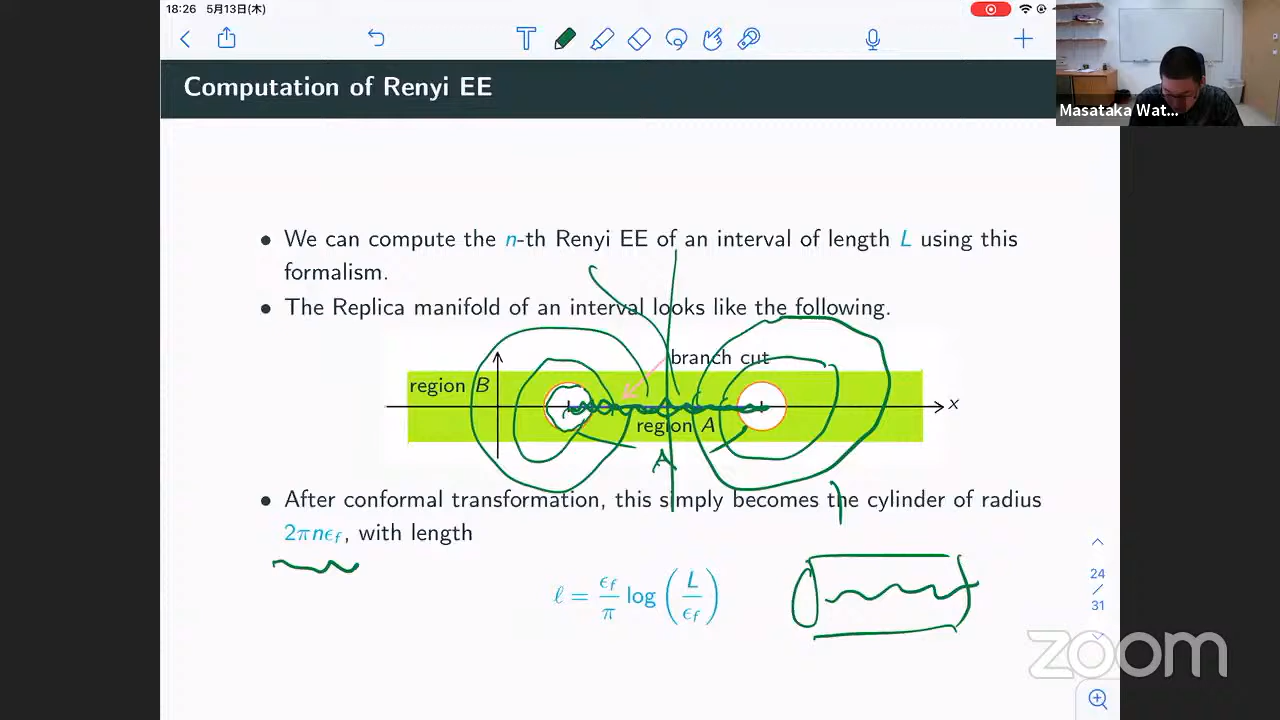 18:26 5月13日(木)
T
Masataka Wat...
Computation of Renyi EE
• We can compute the n-th Renyi EE of an interval of length L using this
formalism.
• The Replica manifold of an interval looks like the following.
branch cut
region B
x
region A
A
• After conformal transformation, this simply becomes the cylinder of radius
2πnϵf, with length
ℓ = ϵf/π log (L/ϵf)
24
/
31
zoom